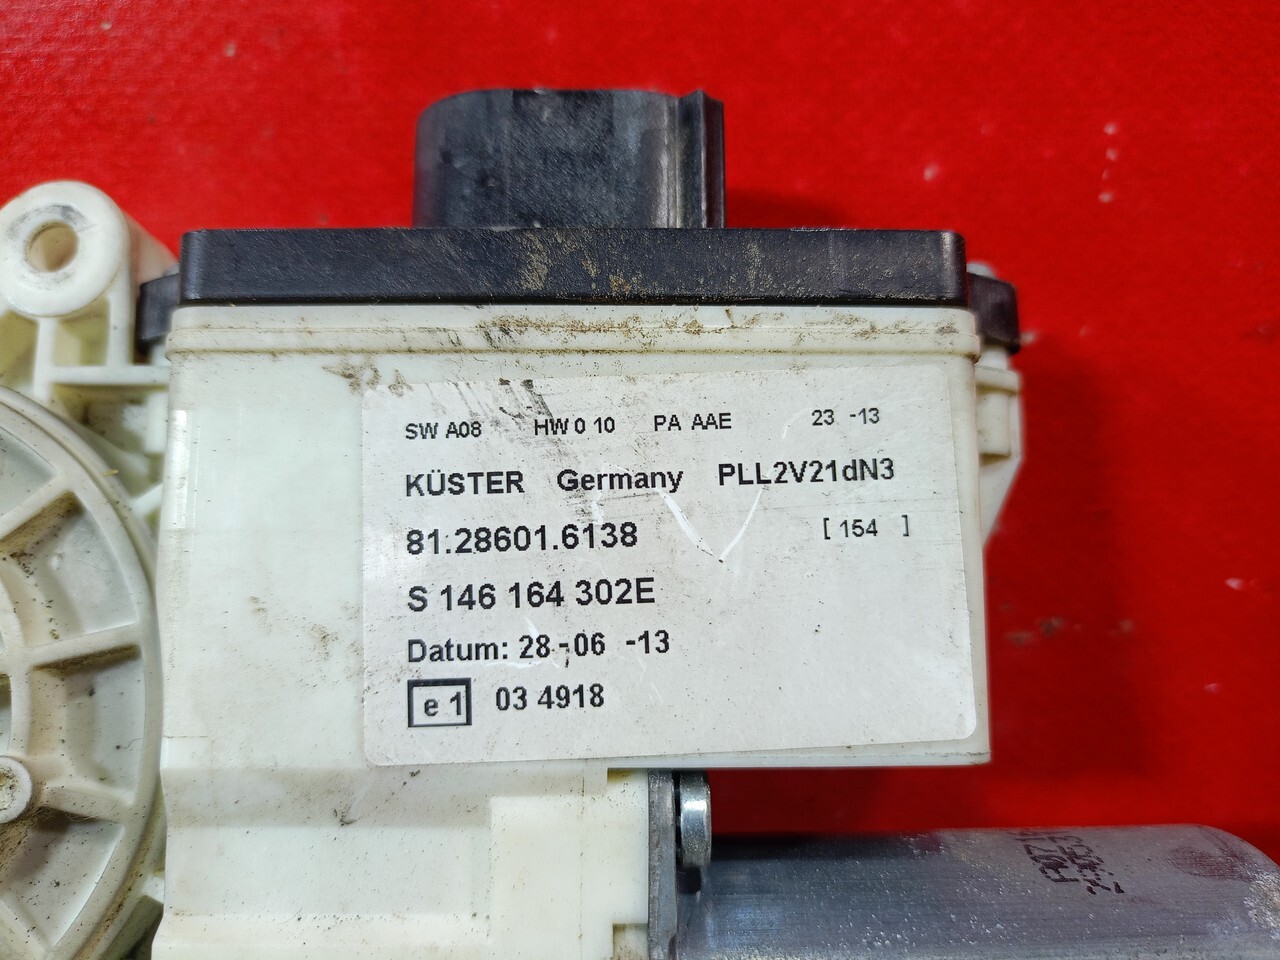 SW A08 HW 0 10 PA AAE 23 -13
KÜSTER Germany PLL2V21dN3
81.28601.6138 [ 154 ]
S 146 164 302E
Datum: 28 -06 -13
e 1 03 4918